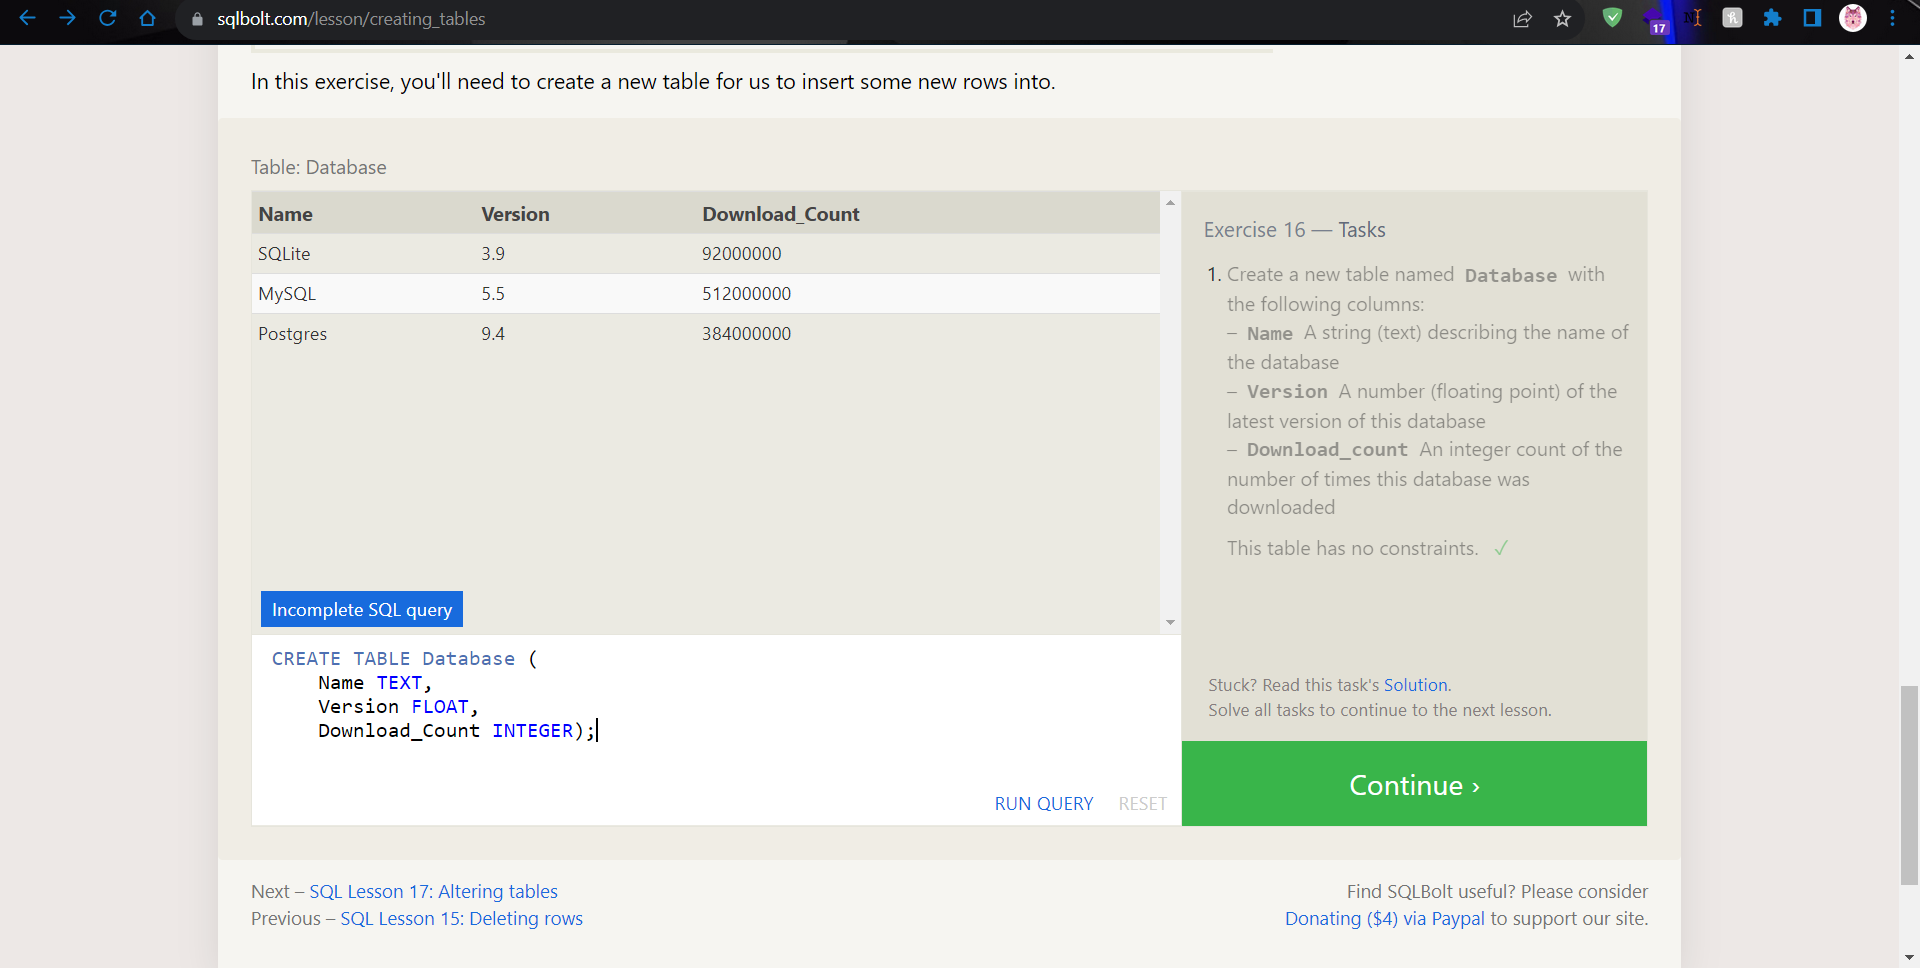 sqlbolt.com/lesson/creating_tables
17
In this exercise, you'll need to create a new table for us to insert some new rows into.
Table: Database
Name Version Download_Count
SQLite 3.9 92000000
MySQL 5.5 512000000
Postgres 9.4 384000000
Incomplete SQL query
CREATE TABLE Database (
Name TEXT,
Version FLOAT,
Download_Count INTEGER);
RUN QUERY RESET
Exercise 16 — Tasks
1. Create a new table named Database with
the following columns:
– Name A string (text) describing the name of
the database
– Version A number (floating point) of the
latest version of this database
– Download_count An integer count of the
number of times this database was
downloaded
This table has no constraints. ✓
Stuck? Read this task's Solution.
Solve all tasks to continue to the next lesson.
Continue ›
Next – SQL Lesson 17: Altering tables
Previous – SQL Lesson 15: Deleting rows
Find SQLBolt useful? Please consider
Donating ($4) via Paypal to support our site.